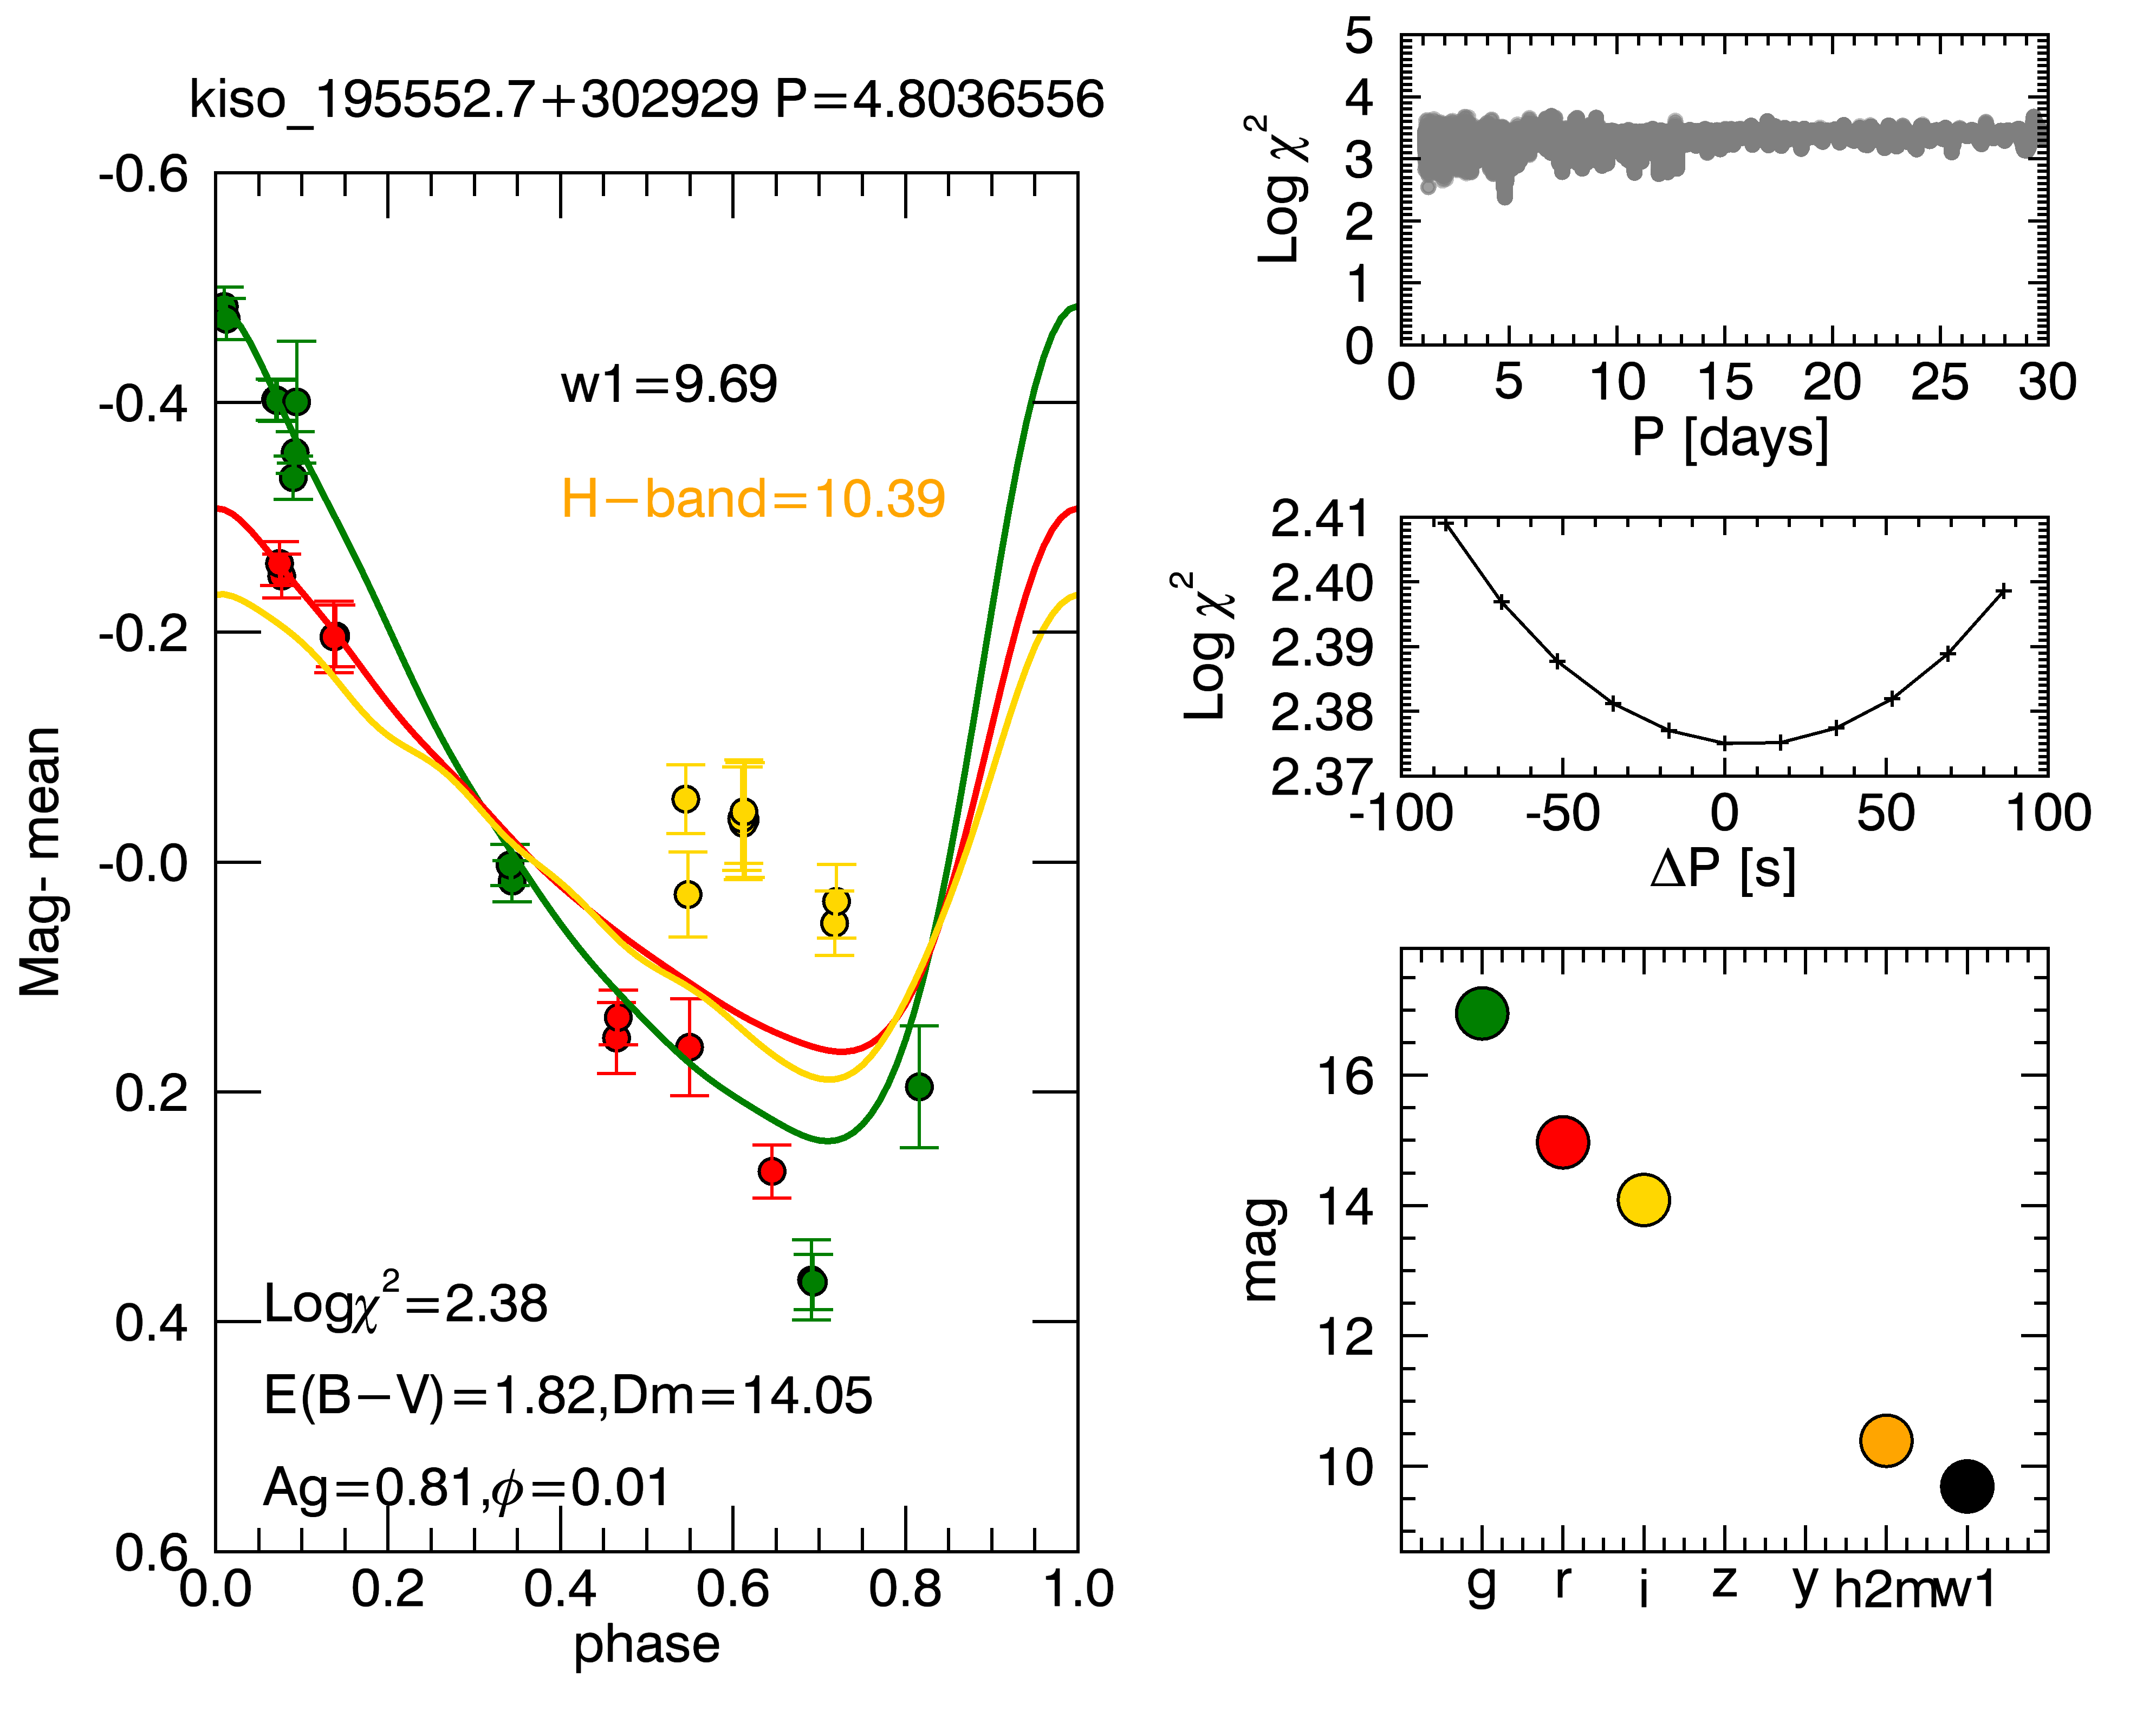 kiso_195552.7+302929 P=4.8036556
-0.6
-0.4
-0.2
-0.0
0.2
0.4
0.6
Mag- mean
w1=9.69
H-band=10.39
Logχ²=2.38
E(B-V)=1.82,Dm=14.05
Ag=0.81,ϕ=0.01
0.0 0.2 0.4 0.6 0.8 1.0
phase
5
4
3
2
1
0
Log χ²
0 5 10 15 20 25 30
P [days]
2.41
2.40
2.39
2.38
2.37
Log χ²
-100 -50 0 50 100
ΔP [s]
16
14
12
10
mag
g r i z y h2mw1